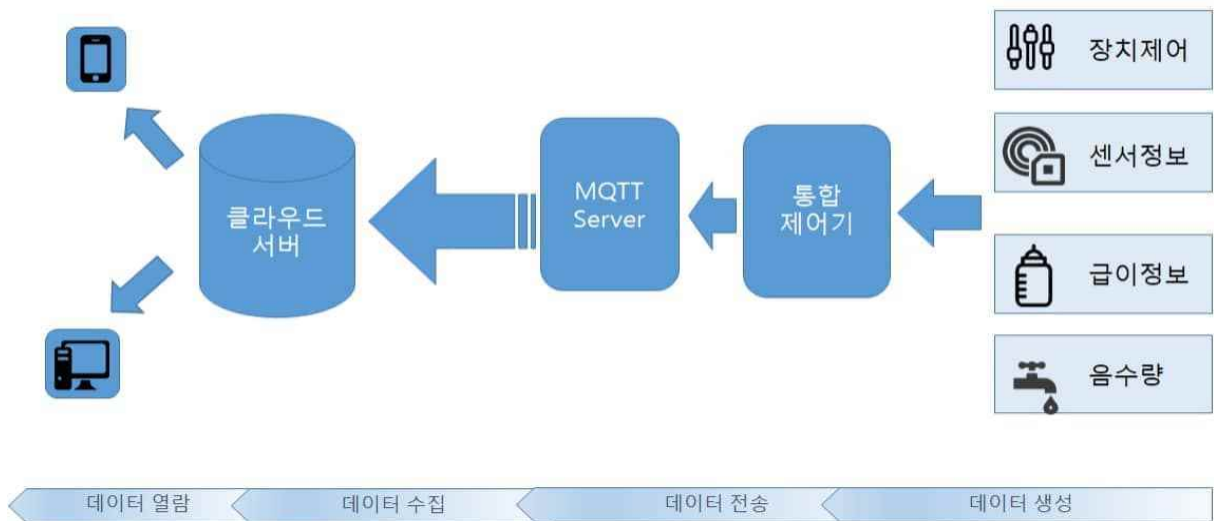 장치제어
센서정보
급이정보
음수량
통합
제어기
MQTT
Server
클라우드
서버
데이터 열람
데이터 수집
데이터 전송
데이터 생성